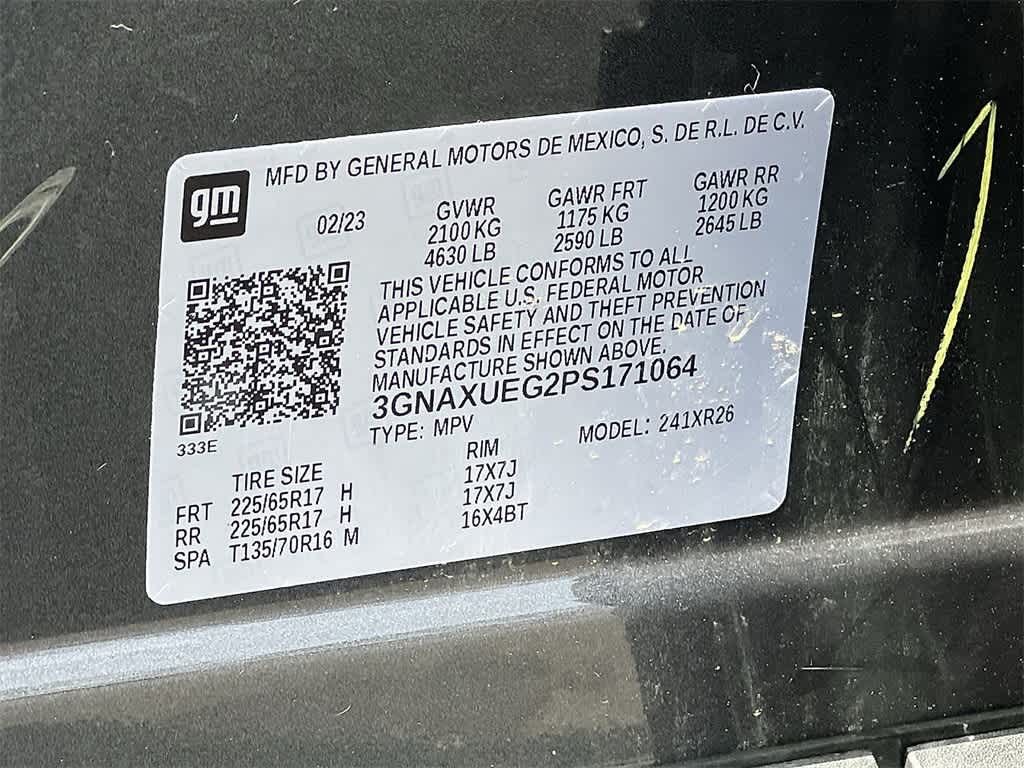 MFD BY GENERAL MOTORS DE MEXICO, S. DE R.L. DE C.V.
gm
02/23
GVWR
2100 KG
4630 LB
GAWR FRT
1175 KG
2590 LB
GAWR RR
1200 KG
2645 LB
THIS VEHICLE CONFORMS TO ALL
APPLICABLE U.S. FEDERAL MOTOR
VEHICLE SAFETY AND THEFT PREVENTION
STANDARDS IN EFFECT ON THE DATE OF
MANUFACTURE SHOWN ABOVE.
3GNAXUEG2PS171064
333E
TYPE: MPV MODEL: 241XR26
TIRE SIZE RIM
FRT 225/65R17 H 17X7J
RR 225/65R17 H 17X7J
SPA T135/70R16 M 16X4BT